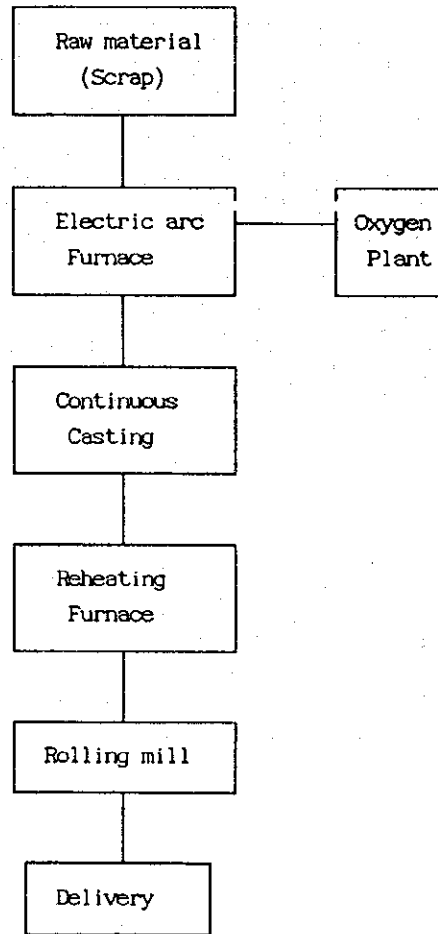 Raw material
(Scrap)
Electric arc
Furnace
Oxygen
Plant
Continuous
Casting
Reheating
Furnace
Rolling mill
Delivery